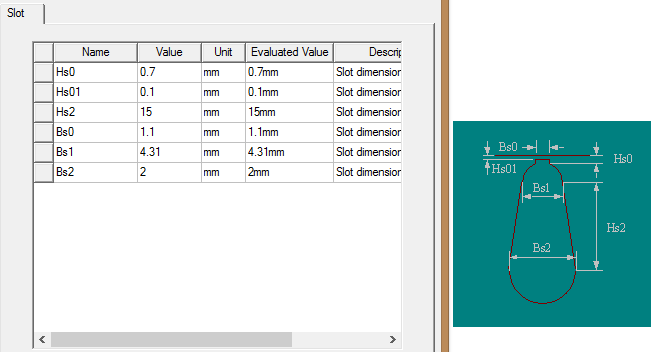 Slot
Name Value Unit Evaluated Value Descrip
Hs0 0.7 mm 0.7mm Slot dimension
Hs01 0.1 mm 0.1mm Slot dimension
Hs2 15 mm 15mm Slot dimension
Bs0 1.1 mm 1.1mm Slot dimension
Bs1 4.31 mm 4.31mm Slot dimension
Bs2 2 mm 2mm Slot dimension
Bs0
Hs0
Hs01
Bs1
Hs2
Bs2